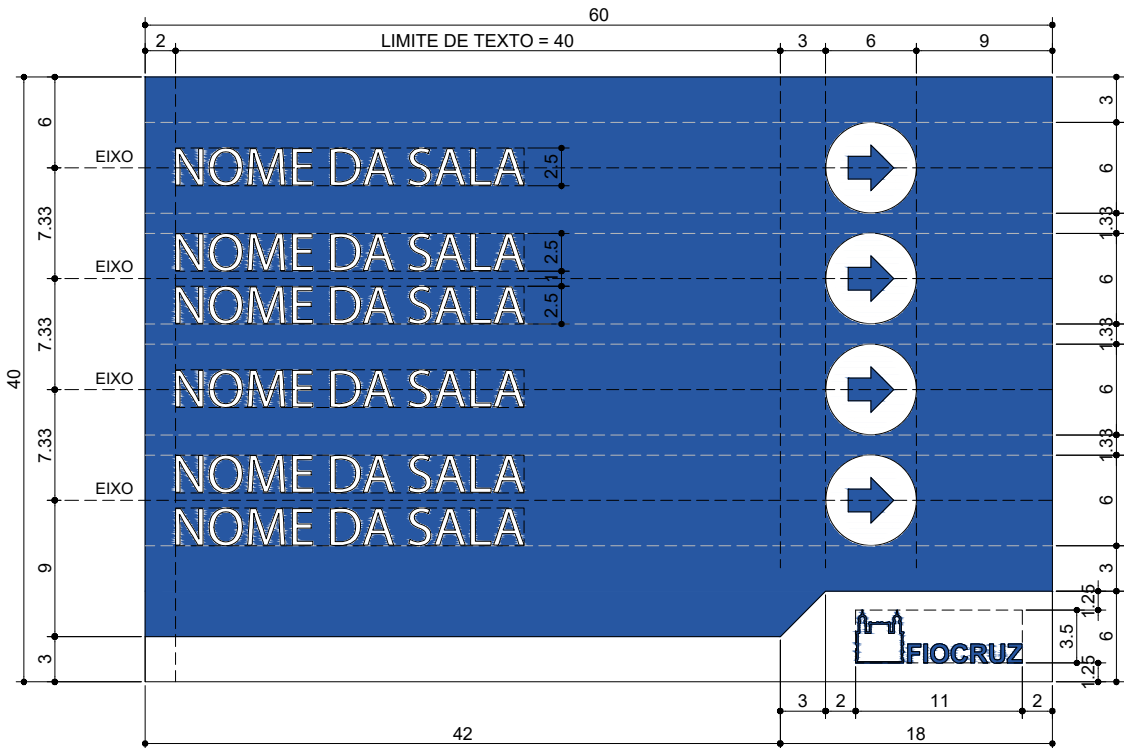 60
2 LIMITE DE TEXTO = 40 3 6 9
40
6
7.33
7.33
7.33
9
3
EIXO NOME DA SALA 2.5
EIXO NOME DA SALA 2.5
1
NOME DA SALA 2.5
EIXO NOME DA SALA
EIXO NOME DA SALA
NOME DA SALA
3
6
1.33
6
1.33
6
1.33
6
3
1.25
3.5
6
1.25
FIOCRUZ
3 2 11 2
42 18